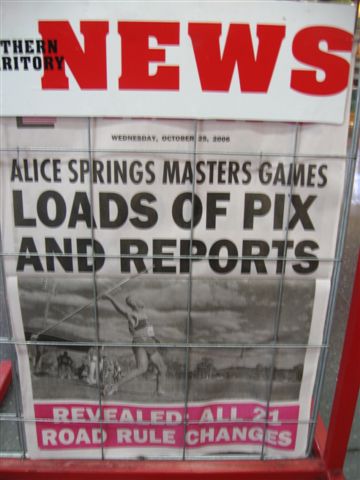 THERN
RITORY
NEWS
WEDNESDAY, OCTOBER 25, 2006
ALICE SPRINGS MASTERS GAMES
LOADS OF PIX
AND REPORTS
REVEALED: ALL 21
ROAD RULE CHANGES